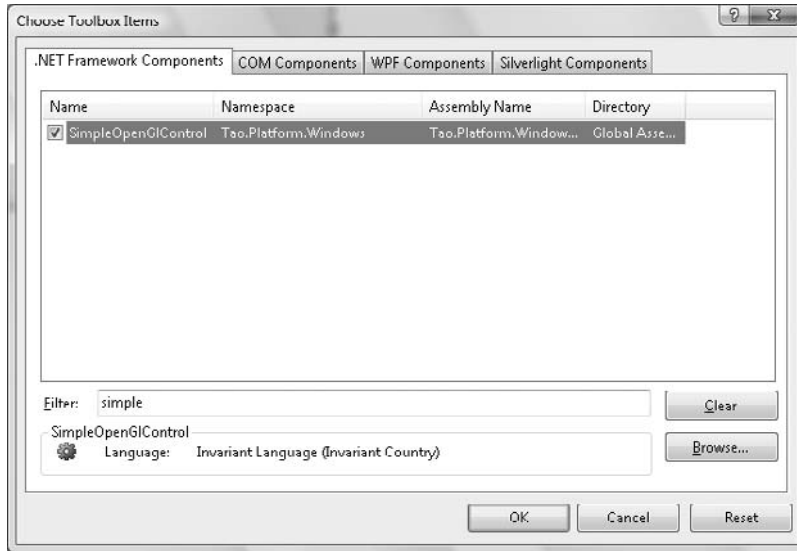 Choose Toolbox Items
.NET Framework Components COM Components WPF Components Silverlight Components
Name Namespace Assembly Name Directory
SimpleOpenGlControl Tao.Platform.Windows Tao.Platform.Window... Global Asse...
Filter: simple Clear
SimpleOpenGlControl
Language: Invariant Language (Invariant Country) Browse...
OK Cancel Reset